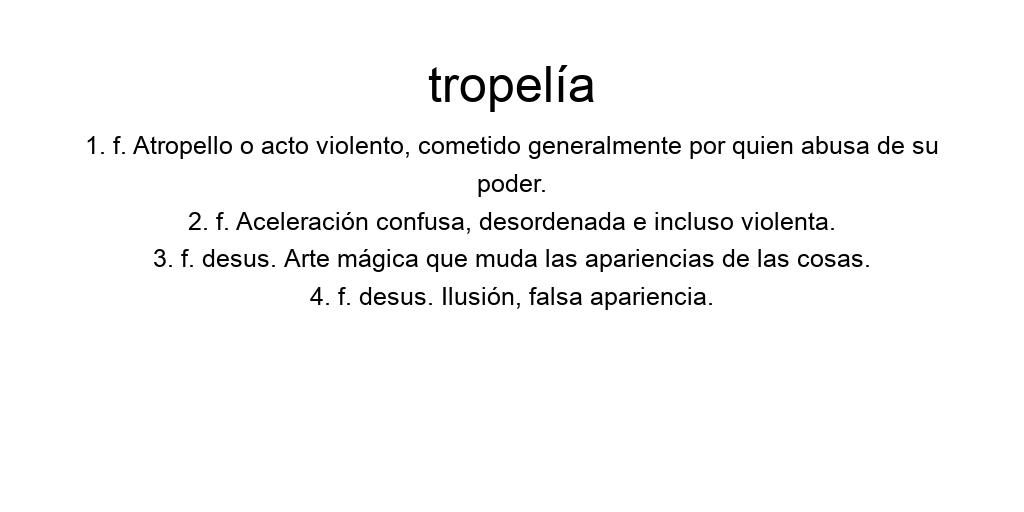 tropelía
1. f. Atropello o acto violento, cometido generalmente por quien abusa de su
poder.
2. f. Aceleración confusa, desordenada e incluso violenta.
3. f. desus. Arte mágica que muda las apariencias de las cosas.
4. f. desus. Ilusión, falsa apariencia.